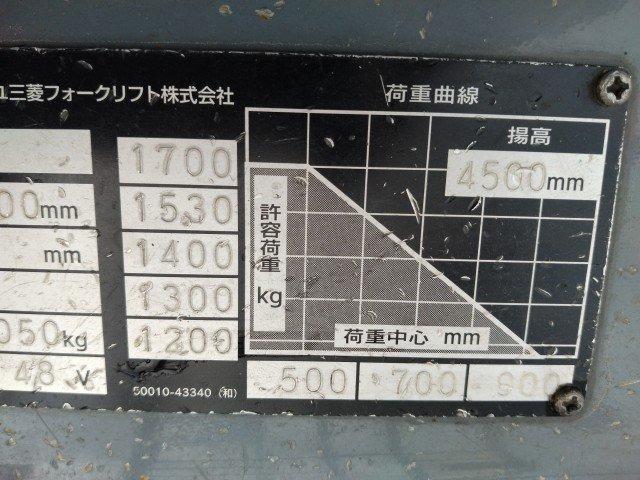 三菱フォークリフト株式会社
荷重曲線
揚高
4500mm
1700
1530
1400
1300
1200
00mm
mm
050kg
48 V
許容荷重
kg
荷重中心 mm
500
700
50010-43340 (和)